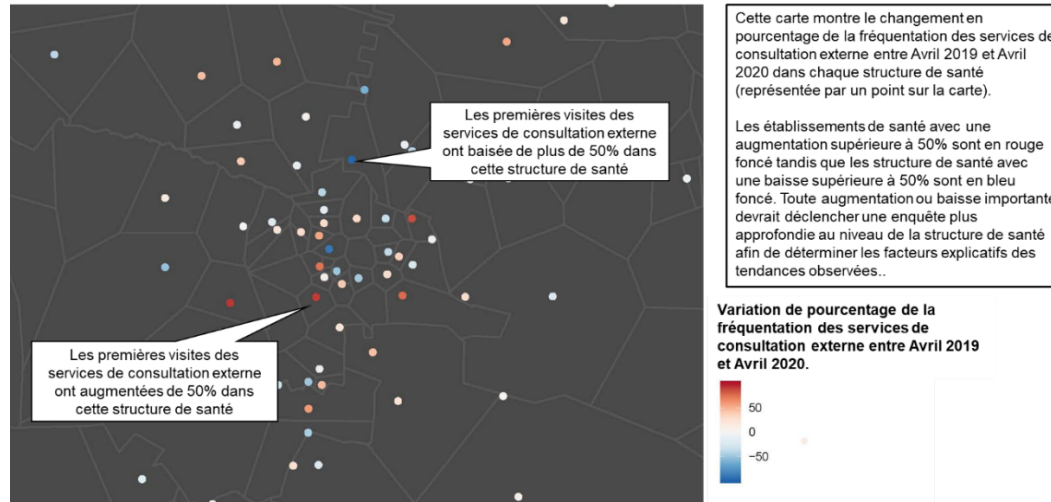 Les premières visites des
services de consultation externe
ont baisée de plus de 50% dans
cette structure de santé
Les premières visites des
services de consultation externe
ont augmentées de 50% dans
cette structure de santé
Cette carte montre le changement en
pourcentage de la fréquentation des services de
consultation externe entre Avril 2019 et Avril
2020 dans chaque structure de santé
(représentée par un point sur la carte).
Les établissements de santé avec une
augmentation supérieure à 50% sont en rouge
foncé tandis que les structure de santé avec
une baisse supérieure à 50% sont en bleu
foncé. Toute augmentation ou baisse importante
devrait déclencher une enquête plus
approfondie au niveau de la structure de santé
afin de déterminer les facteurs explicatifs des
tendances observées..
Variation de pourcentage de la
fréquentation des services de
consultation externe entre Avril 2019
et Avril 2020.
50
0
−50